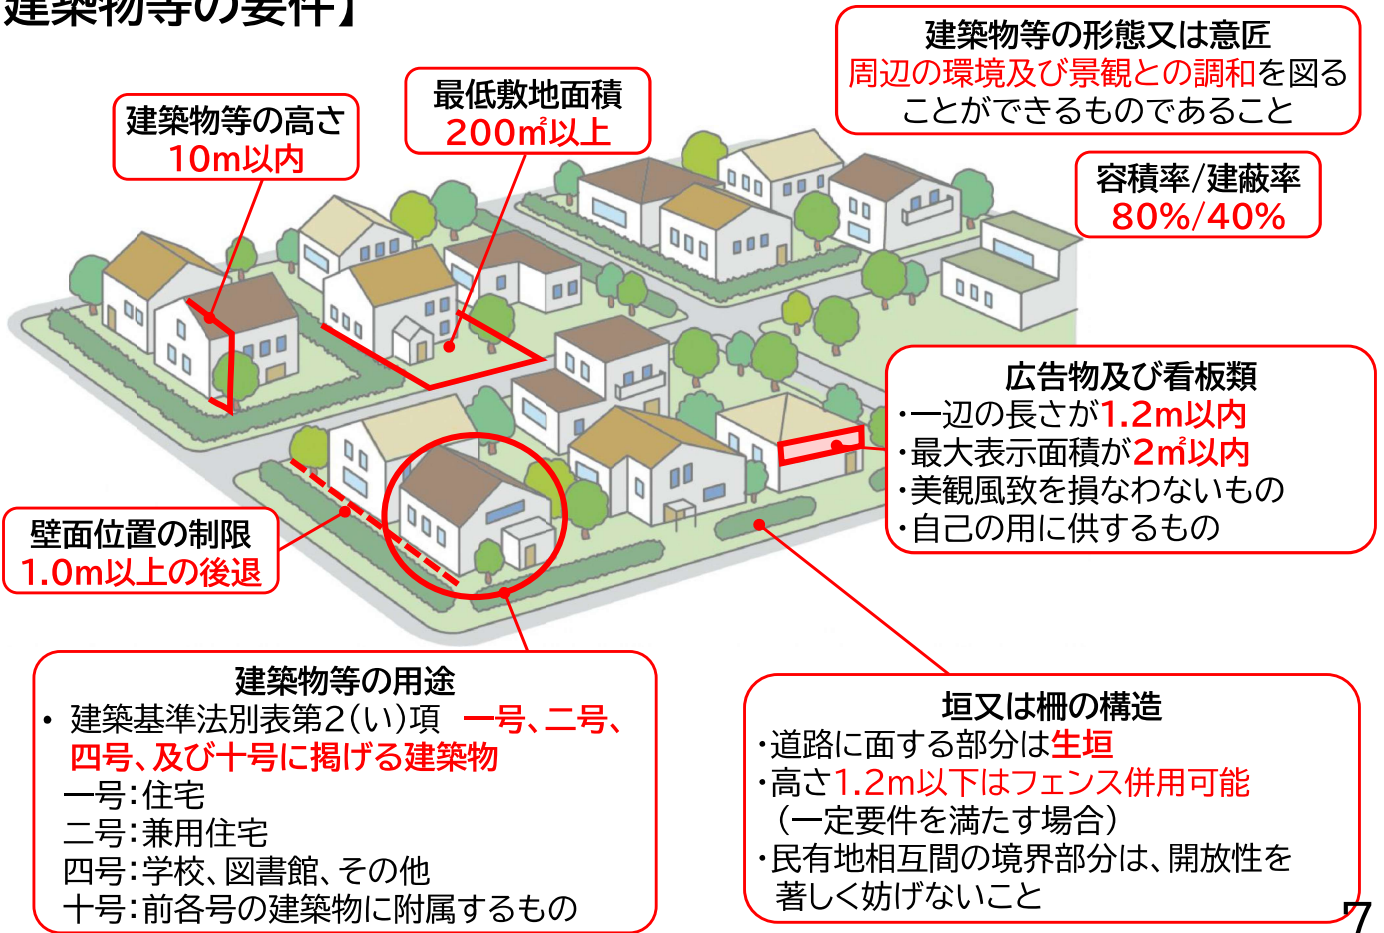 建築物等の要件】
建築物等の形態又は意匠
周辺の環境及び景観との調和を図る
ことができるものであること
最低敷地面積
200㎡以上
建築物等の高さ
10m以内
容積率/建蔽率
80%/40%
広告物及び看板類
・一辺の長さが1.2m以内
・最大表示面積が2㎡以内
・美観風致を損なわないもの
・自己の用に供するもの
壁面位置の制限
1.0m以上の後退
建築物等の用途
• 建築基準法別表第2(い)項 一号、二号、
四号、及び十号に掲げる建築物
一号:住宅
二号:兼用住宅
四号:学校、図書館、その他
十号:前各号の建築物に附属するもの
垣又は柵の構造
・道路に面する部分は生垣
・高さ1.2m以下はフェンス併用可能
（一定要件を満たす場合）
・民有地相互間の境界部分は、開放性を
著しく妨げないこと
7